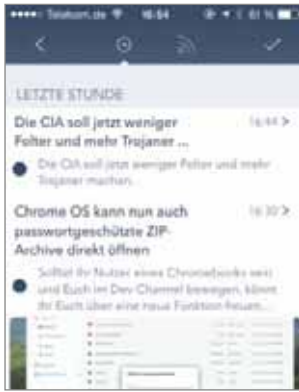 Telekom.de 16:54 61 %
LETZTE STUNDE
Die CIA soll jetzt weniger 16:44 >
Folter und mehr Trojaner ...
Die CIA soll jetzt weniger Folter und mehr
Trojaner machen.
Chrome OS kann nun auch 16:30 >
passwortgeschützte ZIP-
Archive direkt öffnen
Solltet Ihr Nutzer eines Chromebooks sein
und Euch im Dev Channel bewegen, könnt
Ihr Euch über eine neue Funktion freuen...